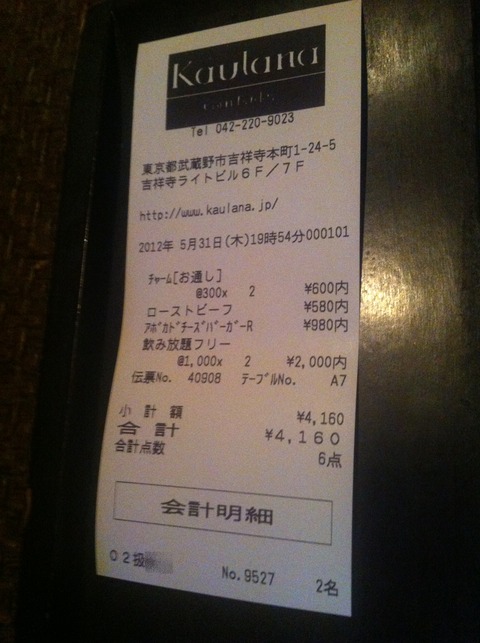 Kaulana
Tel 042-220-9023
東京都武蔵野市吉祥寺本町1-24-5
吉祥寺ライトビル6F/7F
http://www.kaulana.jp/
2012年 5月31日(木)19時54分000101
ﾁｬｰﾑ[お通し]
@300x 2 ¥600内
ローストビーフ ¥580内
ｱﾎﾞｶﾄﾞﾁｰｽﾞﾊﾞｰｶﾞｰR ¥980内
飲み放題フリー
@1,000x 2 ¥2,000内
伝票No. 40908 ﾃｰﾌﾞﾙNo. A7
小計額 ¥4,160
合計 ¥4,160
合計点数 6点
会計明細
02扱
No.9527 2名